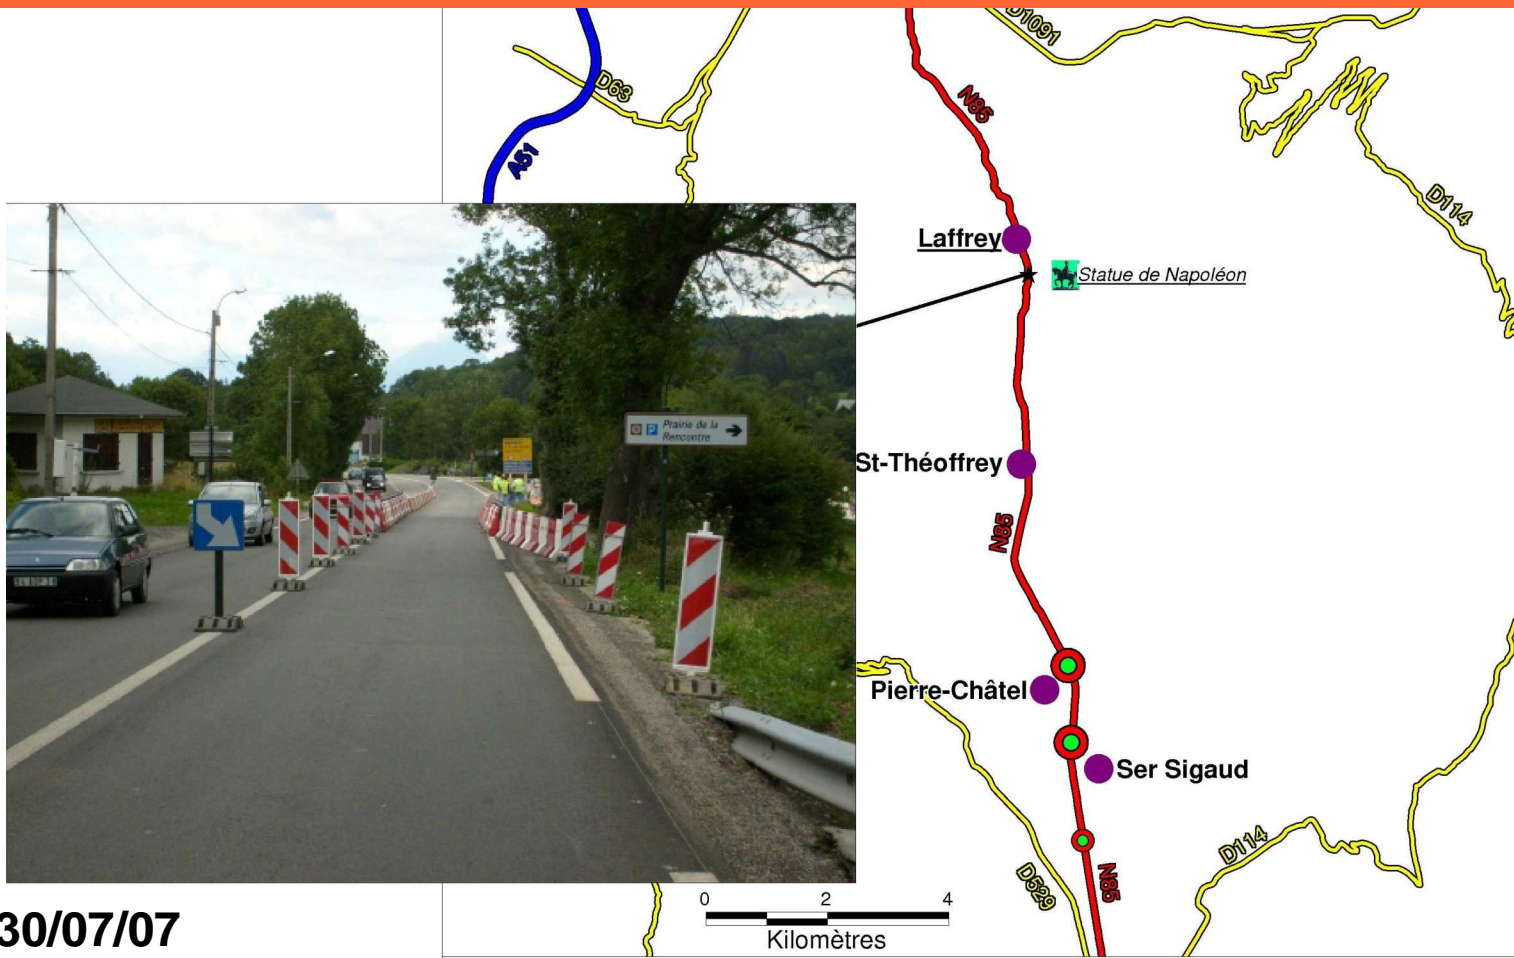 D1091
D63
N85
A51
D114
Laffrey
Statue de Napoléon
Prairie de la
Rencontre
St-Théoffrey
N85
Pierre-Châtel
Ser Sigaud
D114
D529
N85
0 2 4
Kilomètres
30/07/07